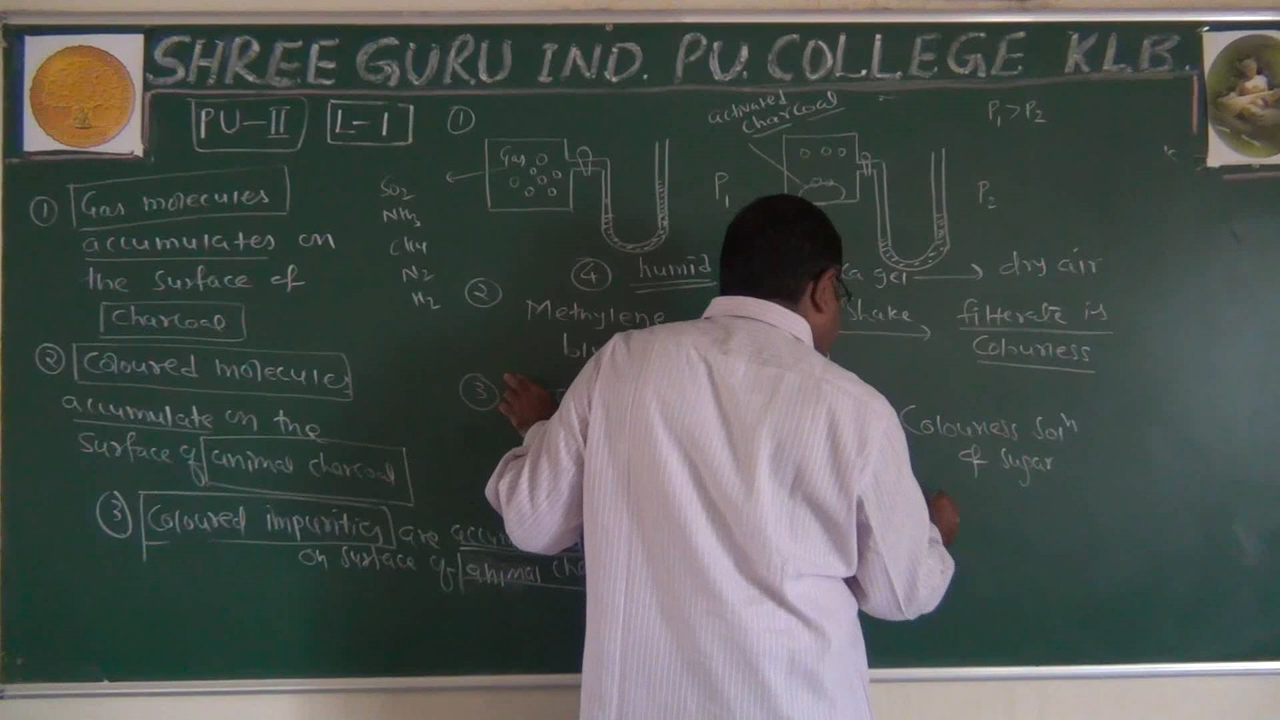 SHREE GURU IND. PU. COLLEGE KLB.
PU-II L-1
① Gas molecules
accumulates on
the surface of
Charcoal
② Coloured molecules
accumulate on the
surface of animal charcoal
③ Coloured impurities are
on surface of animal
SO2
NH3
CH4
N2
H2
①
Gas
P1
activated
charcoal
P1 > P2
P2
④ humid
gel → dry air
②
Methylene
shake → filterate is
Colourless
③
Colourless soln
of sugar